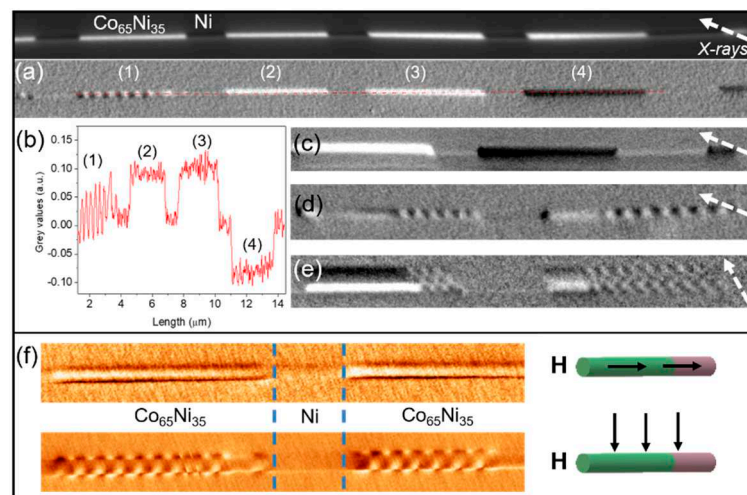 Co65Ni35
Ni
X-rays
(a)
(1)
(2)
(3)
(4)
(b)
0.15
0.10
0.05
0.00
-0.05
-0.10
Grey values (a.u.)
(1)
(2)
(3)
(4)
2 4 6 8 10 12 14
Length (μm)
(c)
(d)
(e)
(f)
Co65Ni35
Ni
Co65Ni35
H
H